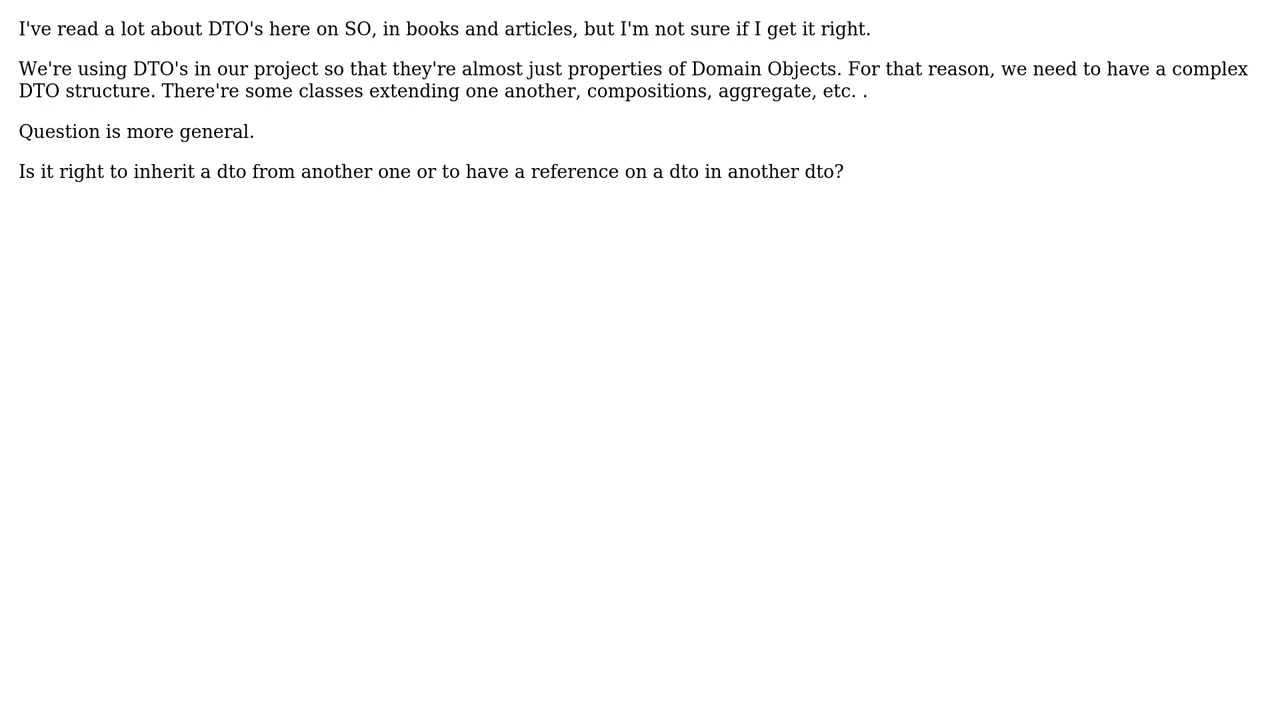 I've read a lot about DTO's here on SO, in books and articles, but I'm not sure if I get it right.
We're using DTO's in our project so that they're almost just properties of Domain Objects. For that reason, we need to have a complex
DTO structure. There're some classes extending one another, compositions, aggregate, etc. .
Question is more general.
Is it right to inherit a dto from another one or to have a reference on a dto in another dto?